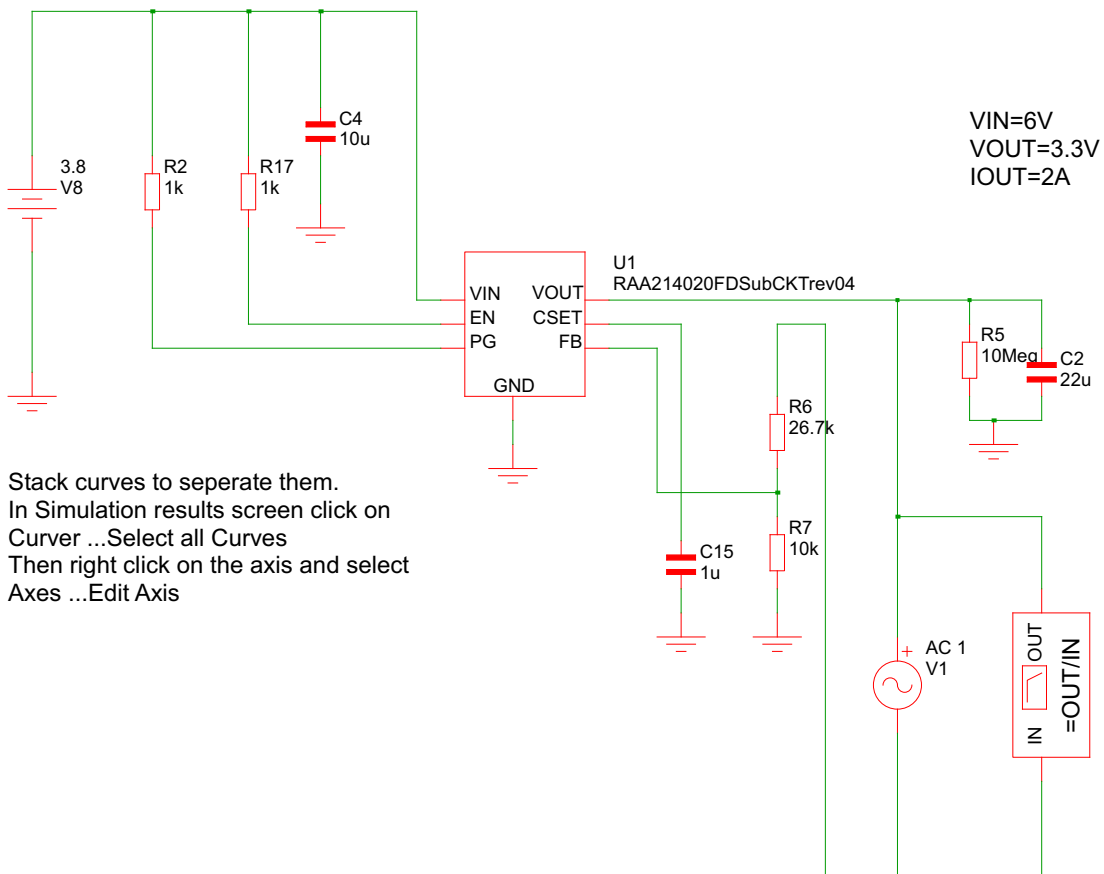 3.8
V8
R2
1k
R17
1k
C4
10u
VIN=6V
VOUT=3.3V
IOUT=2A
U1
RAA214020FDSubCKTrev04
VIN
EN
PG
VOUT
CSET
FB
GND
R5
10Meg
C2
22u
R6
26.7k
R7
10k
C15
1u
Stack curves to seperate them.
In Simulation results screen click on
Curver ...Select all Curves
Then right click on the axis and select
Axes ...Edit Axis
+
AC 1
V1
OUT
IN
=OUT/IN